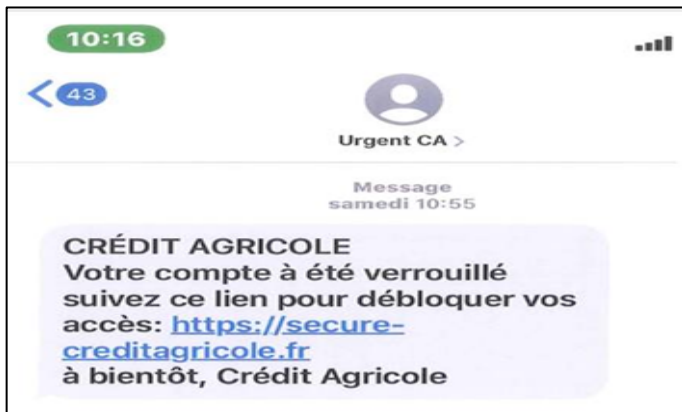 10:16
43
Urgent CA >
Message
samedi 10:55
CRÉDIT AGRICOLE
Votre compte à été verrouillé
suivez ce lien pour débloquer vos
accès: https://secure-
creditagricole.fr
à bientôt, Crédit Agricole